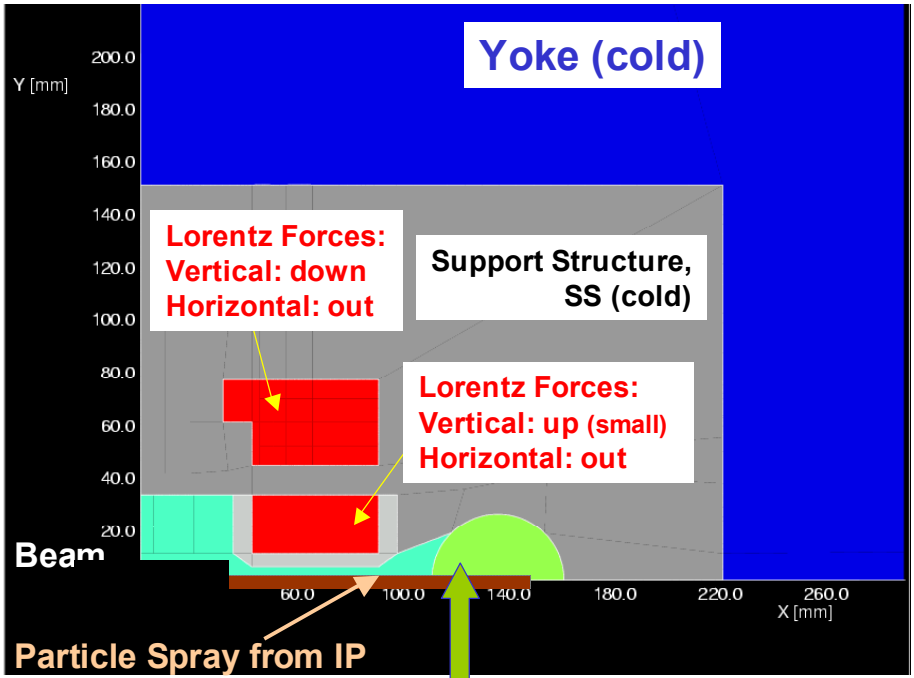 Yoke (cold)
200.0
Y [mm]
180.0
160.0
140.0
Lorentz Forces:
Vertical: down
Horizontal: out
Support Structure,
SS (cold)
120.0
100.0
80.0
Lorentz Forces:
Vertical: up (small)
Horizontal: out
60.0
40.0
20.0
Beam
60.0 100.0 140.0 180.0 220.0 260.0
X [mm]
Particle Spray from IP